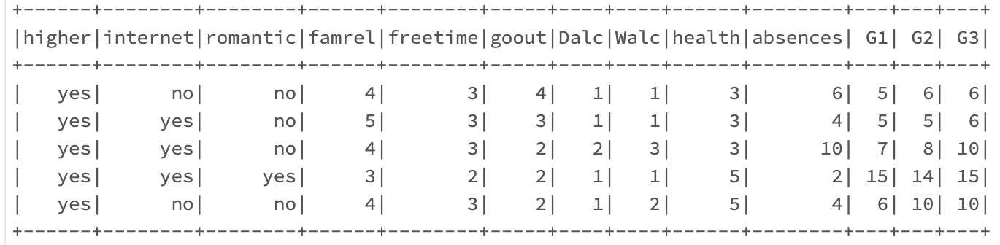 +------+--------+--------+------+--------+-----+----+----+------+--------+---+---+---+
|higher|internet|romantic|famrel|freetime|goout|Dalc|Walc|health|absences| G1| G2| G3|
+------+--------+--------+------+--------+-----+----+----+------+--------+---+---+---+
|   yes|      no|      no|     4|       3|    4|   1|   1|     3|       6|  5|  6|  6|
|   yes|     yes|      no|     5|       3|    3|   1|   1|     3|       4|  5|  5|  6|
|   yes|     yes|      no|     4|       3|    2|   2|   3|     3|      10|  7|  8| 10|
|   yes|     yes|     yes|     3|       2|    2|   1|   1|     5|       2| 15| 14| 15|
|   yes|      no|      no|     4|       3|    2|   1|   2|     5|       4|  6| 10| 10|
+------+--------+--------+------+--------+-----+----+----+------+--------+---+---+---+